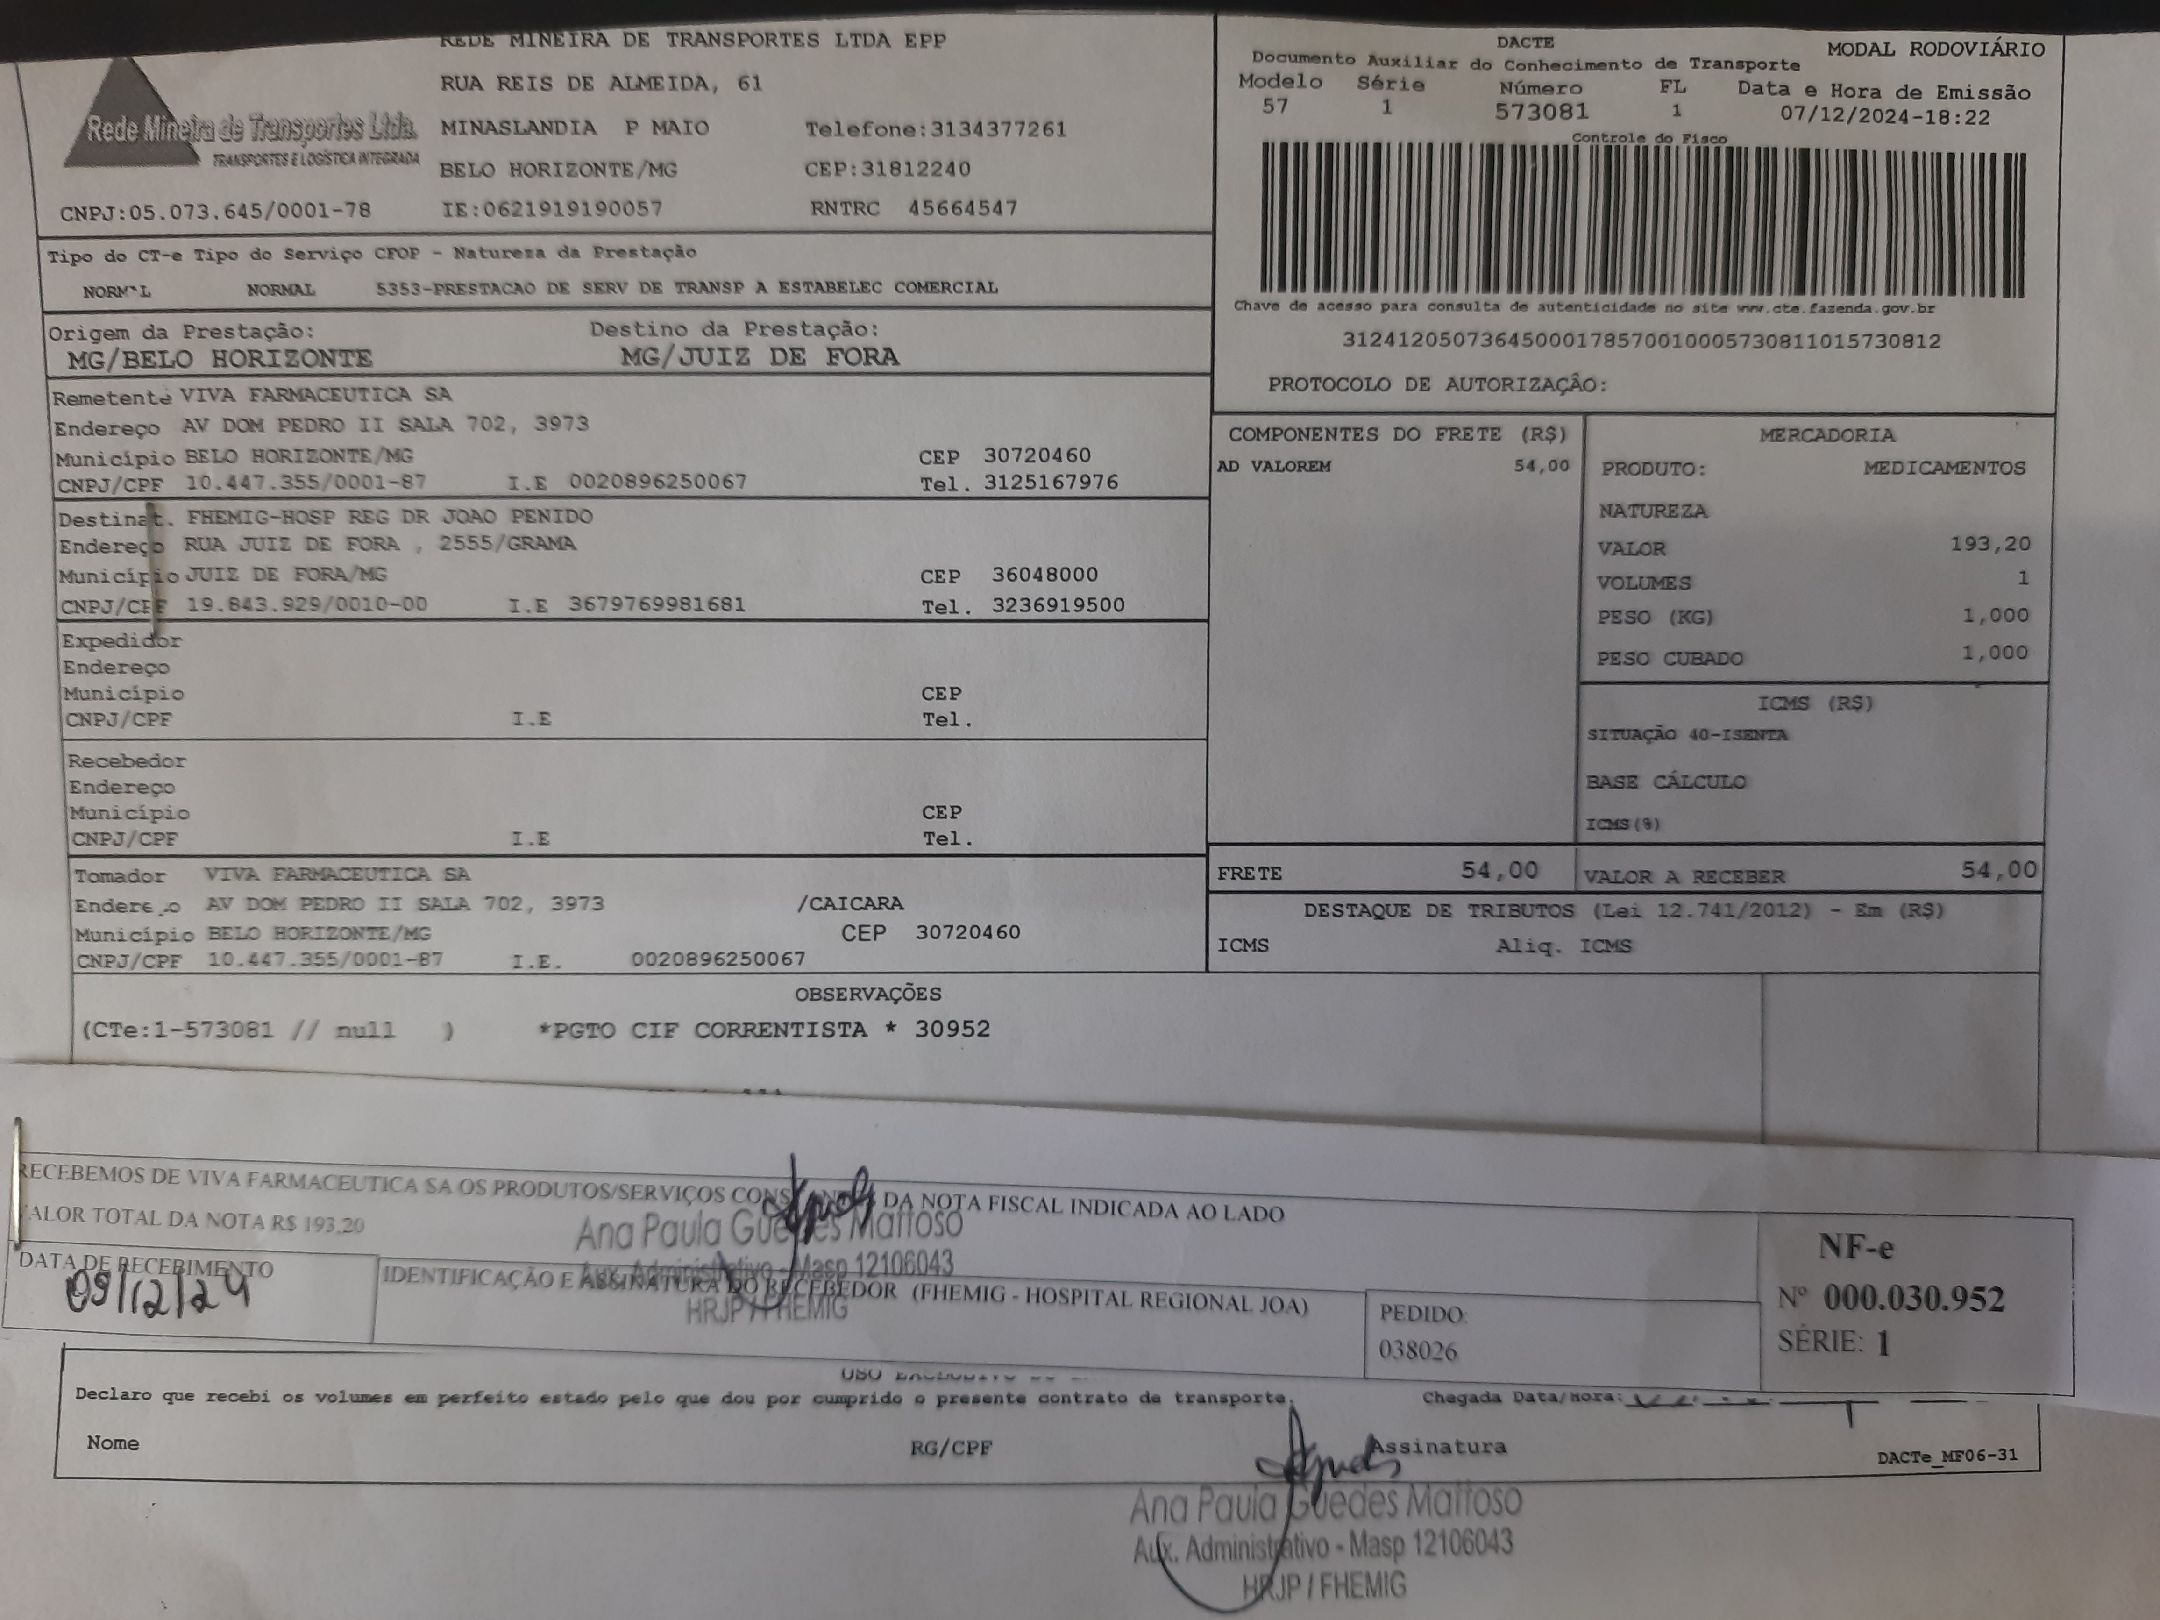 REDE MINEIRA DE TRANSPORTES LTDA EPP
RUA REIS DE ALMEIDA, 61
Rede Mineira de Transportes Ltda.
TRANSPORTES E LOGÍSTICA INTEGRADA
MINASLANDIA P MAIO Telefone:3134377261
BELO HORIZONTE/MG CEP:31812240
CNPJ:05.073.645/0001-78 IE:0621919190057 RNTRC 45664547
DACTE MODAL RODOVIÁRIO
Documento Auxiliar do Conhecimento de Transporte
Modelo Série Número FL Data e Hora de Emissão
57 1 573081 1 07/12/2024-18:22
Controle do Fisco
Chave de acesso para consulta de autenticidade no site www.cte.fazenda.gov.br
31241205073645000178570010005730811015730812
PROTOCOLO DE AUTORIZAÇÂO:
Tipo do CT-e Tipo do Serviço CFOP - Natureza da Prestação
NORMAL NORMAL 5353-PRESTACAO DE SERV DE TRANSP A ESTABELEC COMERCIAL
Origem da Prestação: Destino da Prestação:
MG/BELO HORIZONTE MG/JUIZ DE FORA
Remetente VIVA FARMACEUTICA SA
Endereço AV DOM PEDRO II SALA 702, 3973
Município BELO HORIZONTE/MG CEP 30720460
CNPJ/CPF 10.447.355/0001-87 I.E 0020896250067 Tel. 3125167976
Destinat. FHEMIG-HOSP REG DR JOAO PENIDO
Endereço RUA JUIZ DE FORA , 2555/GRAMA
Município JUIZ DE FORA/MG CEP 36048000
CNPJ/CPF 19.843.929/0010-00 I.E 3679769981681 Tel. 3236919500
Expedidor
Endereço
Município CEP
CNPJ/CPF I.E Tel.
Recebedor
Endereço
Município CEP
CNPJ/CPF I.E Tel.
Tomador VIVA FARMACEUTICA SA
Endereço AV DOM PEDRO II SALA 702, 3973 /CAICARA
Município BELO HORIZONTE/MG CEP 30720460
CNPJ/CPF 10.447.355/0001-87 I.E. 0020896250067
COMPONENTES DO FRETE (R$)
AD VALOREM 54,00
MERCADORIA
PRODUTO: MEDICAMENTOS
NATUREZA
VALOR 193,20
VOLUMES 1
PESO (KG) 1,000
PESO CUBADO 1,000
ICMS (R$)
SITUAÇÃO 40-ISENTA
BASE CÁLCULO
ICMS(%)
FRETE 54,00 VALOR A RECEBER 54,00
DESTAQUE DE TRIBUTOS (Lei 12.741/2012) - Em (R$)
ICMS Aliq. ICMS
OBSERVAÇÕES
(CTe:1-573081 // null ) *PGTO CIF CORRENTISTA * 30952
RECEBEMOS DE VIVA FARMACEUTICA SA OS PRODUTOS/SERVIÇOS DA NOTA FISCAL INDICADA AO LADO
VALOR TOTAL DA NOTA R$ 193,20
Ana Paula Guedes Mattoso
Aux. Administrativo - Masp 12106043
HRJP / FHEMIG
DATA DE RECEBIMENTO
09/12/24
IDENTIFICAÇÃO E ASSINATURA DO RECEBEDOR (FHEMIG - HOSPITAL REGIONAL JOA)
PEDIDO:
038026
NF-e
Nº 000.030.952
SÉRIE: 1
Declaro que recebi os volumes em perfeito estado pelo que dou por cumprido o presente contrato de transporte. Chegada Data/Hora:
Nome RG/CPF Assinatura
DACTe_MF06-31
Ana Paula Guedes Mattoso
Aux. Administrativo - Masp 12106043
HRJP / FHEMIG